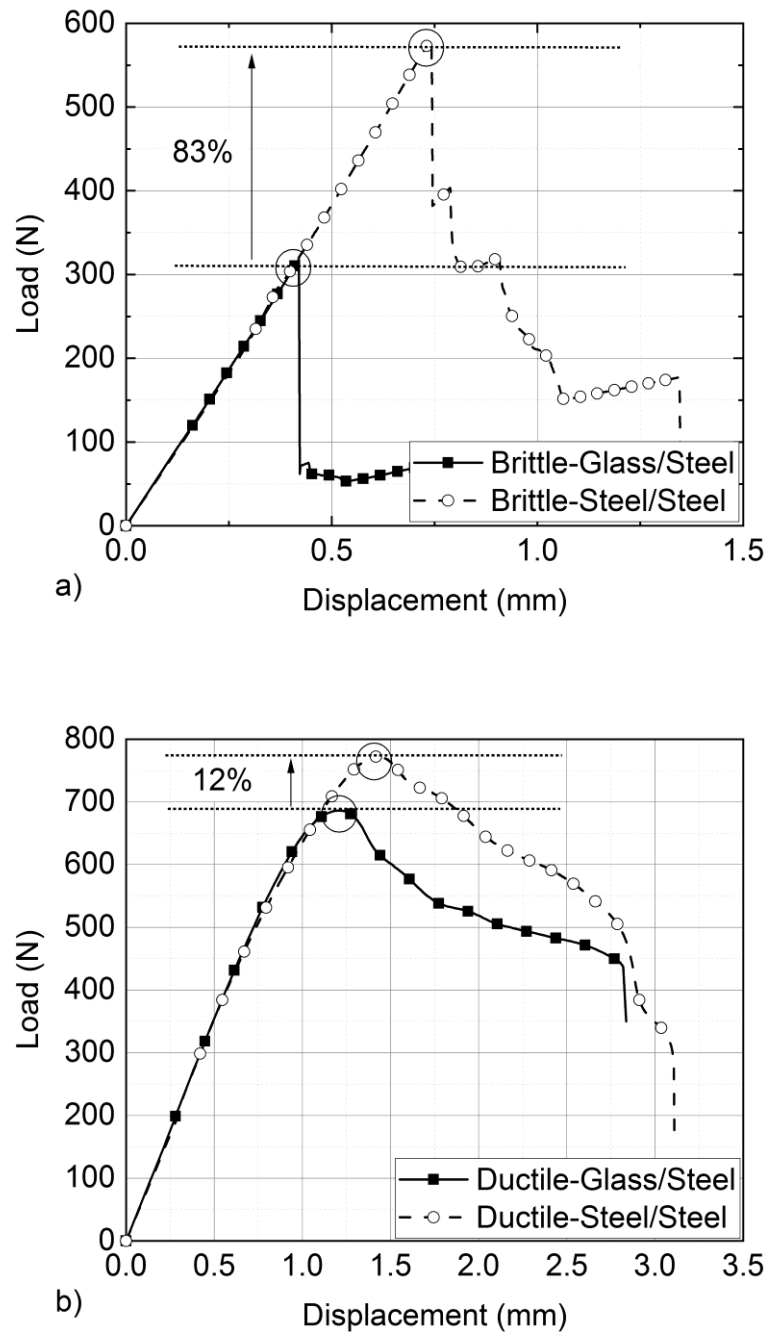 600
500
400
300
200
100
0
Load (N)
83%
Brittle-Glass/Steel
Brittle-Steel/Steel
0.0 0.5 1.0 1.5
a)
Displacement (mm)
800
700
600
500
400
300
200
100
0
Load (N)
12%
Ductile-Glass/Steel
Ductile-Steel/Steel
0.0 0.5 1.0 1.5 2.0 2.5 3.0 3.5
b)
Displacement (mm)